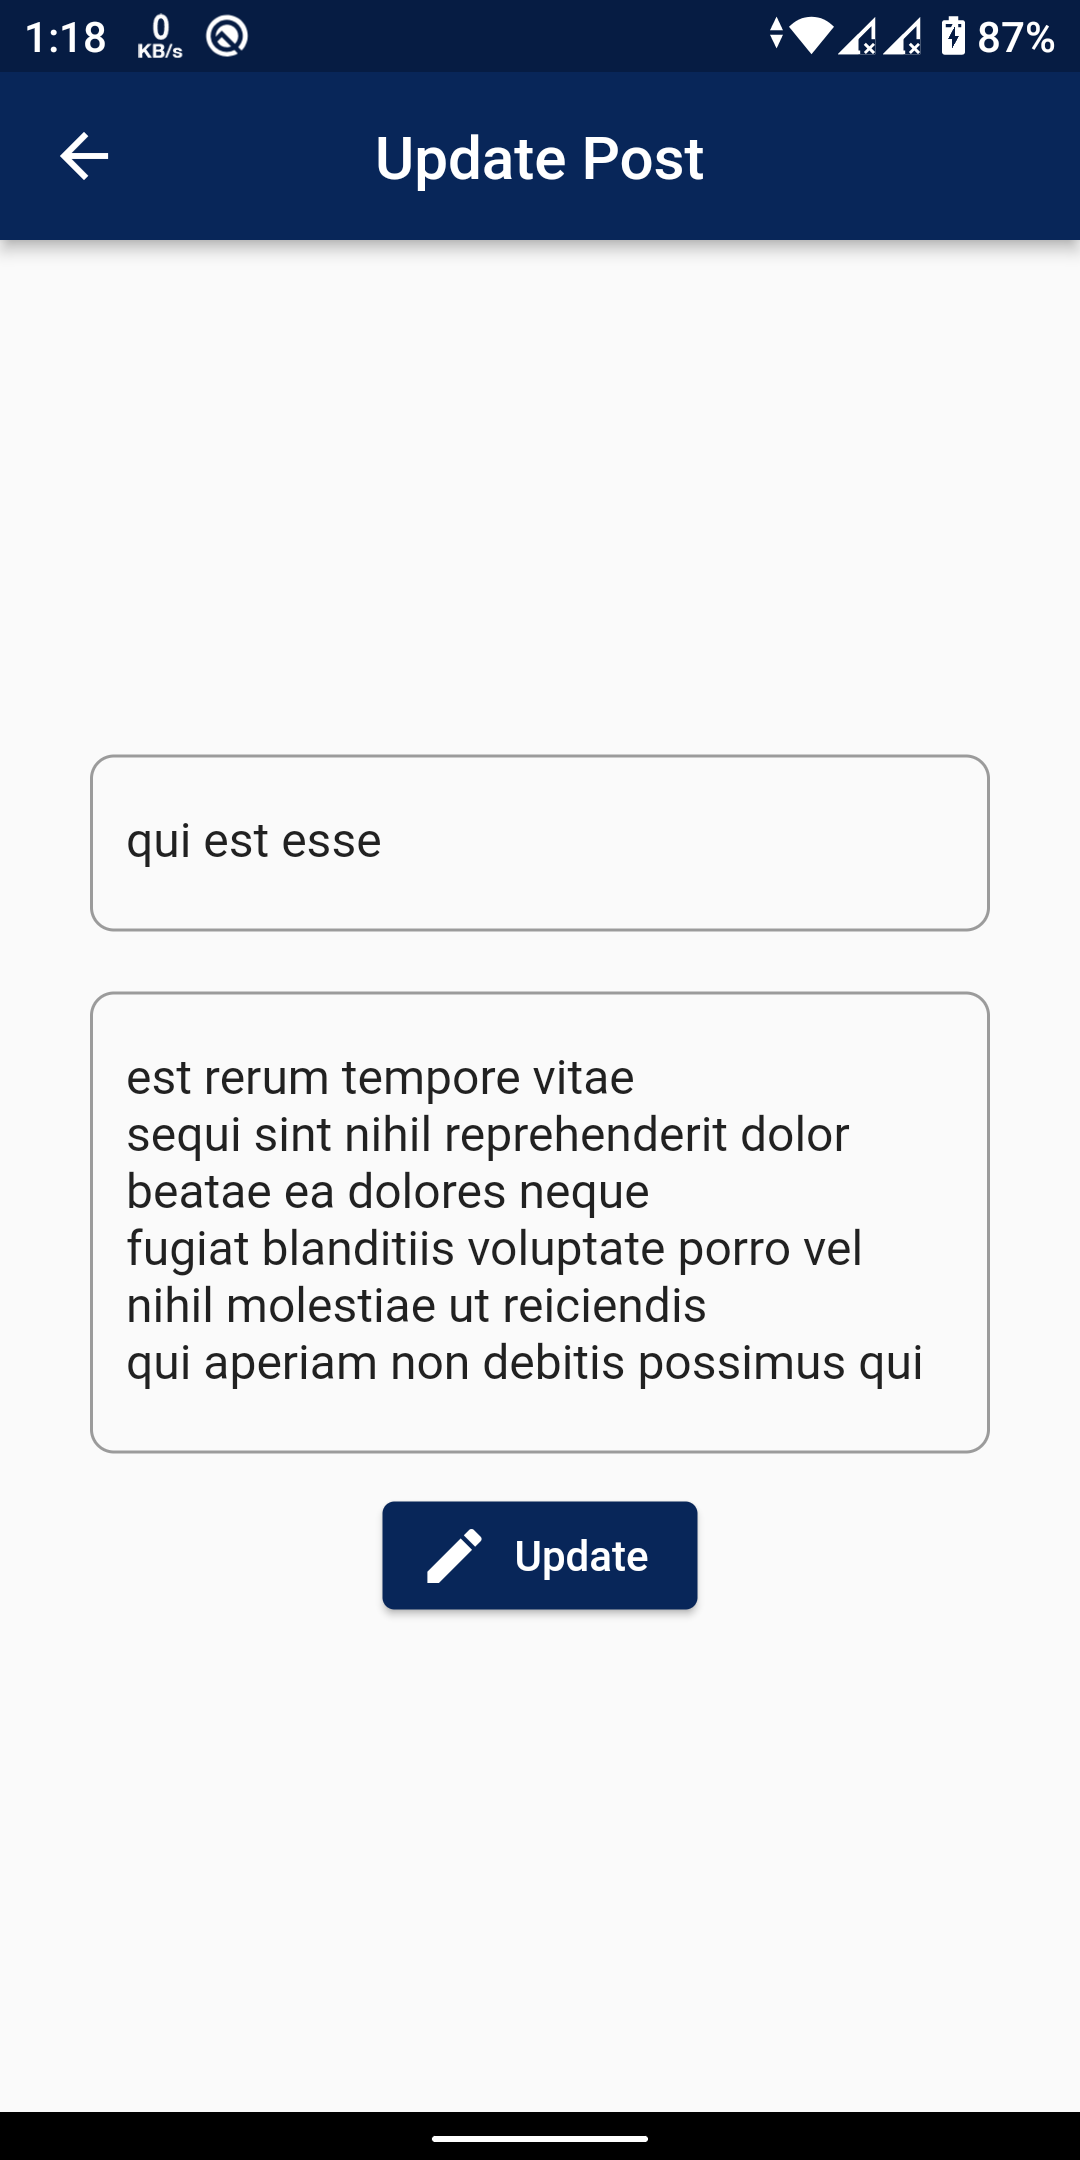 1:18
0
KB/s
87%
Update Post
qui est esse
est rerum tempore vitae
sequi sint nihil reprehenderit dolor
beatae ea dolores neque
fugiat blanditiis voluptate porro vel
nihil molestiae ut reiciendis
qui aperiam non debitis possimus qui
Update